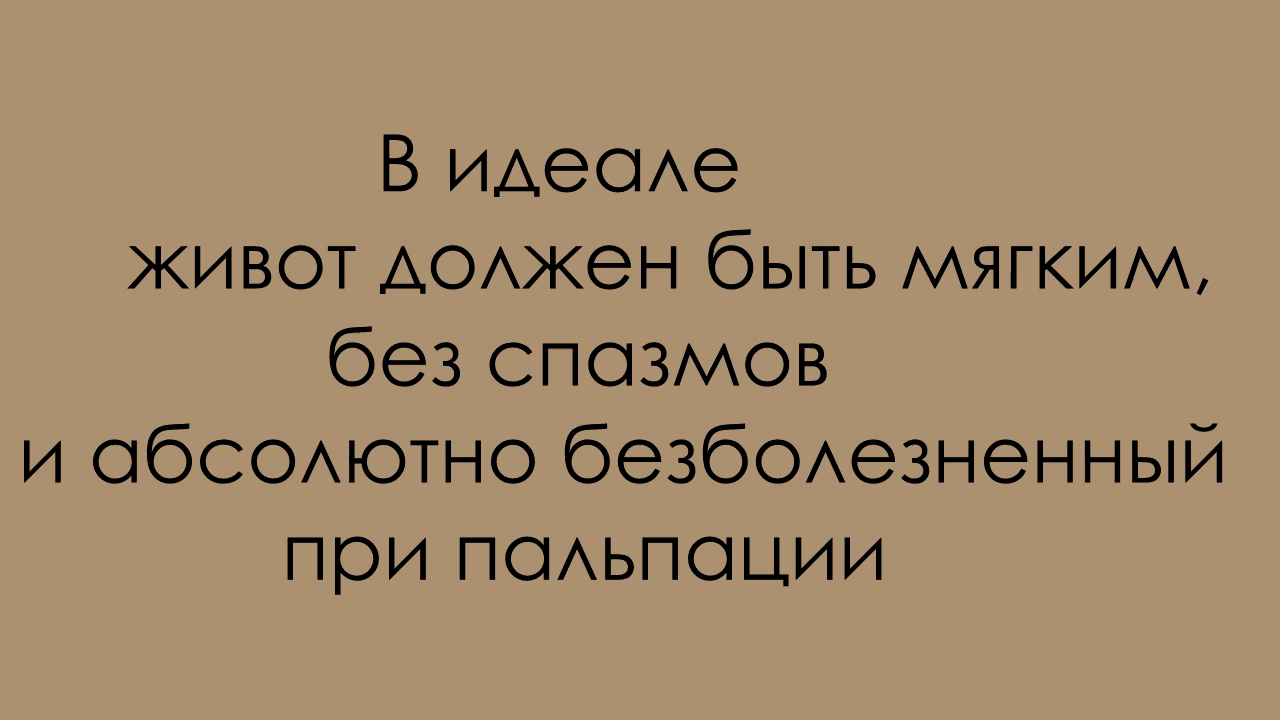 В идеале
живот должен быть мягким,
без спазмов
и абсолютно безболезненный
при пальпации